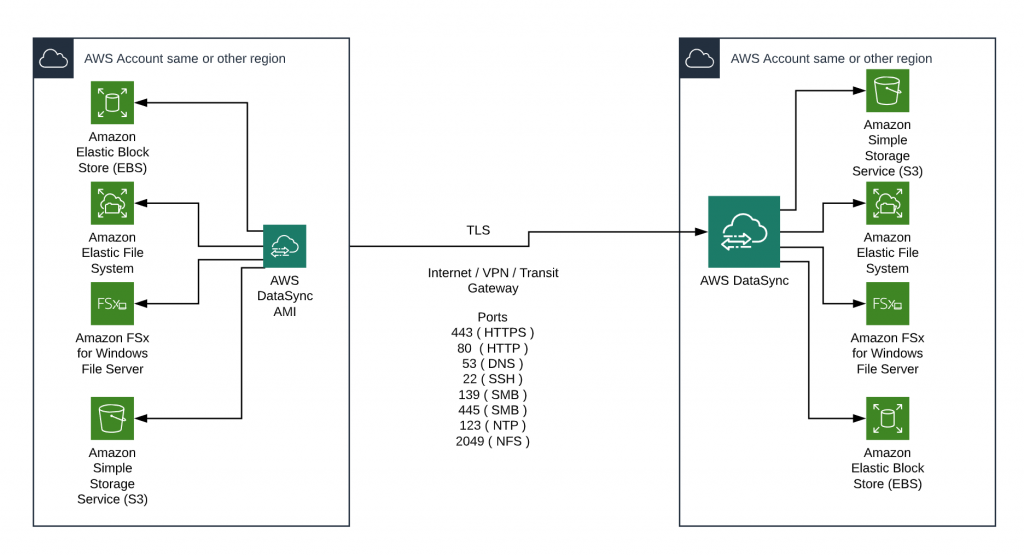 AWS Account same or other region
Amazon
Elastic Block
Store (EBS)
Amazon
Elastic File
System
FSx
Amazon FSx
for Windows
File Server
Amazon
Simple
Storage
Service (S3)
AWS
DataSync
AMI
TLS
Internet / VPN / Transit
Gateway
Ports
443 ( HTTPS )
80 ( HTTP )
53 ( DNS )
22 ( SSH )
139 ( SMB )
445 ( SMB )
123 ( NTP )
2049 ( NFS )
AWS Account same or other region
AWS DataSync
Amazon
Simple
Storage
Service (S3)
Amazon
Elastic File
System
FSx
Amazon FSx
for Windows
File Server
Amazon
Elastic Block
Store (EBS)